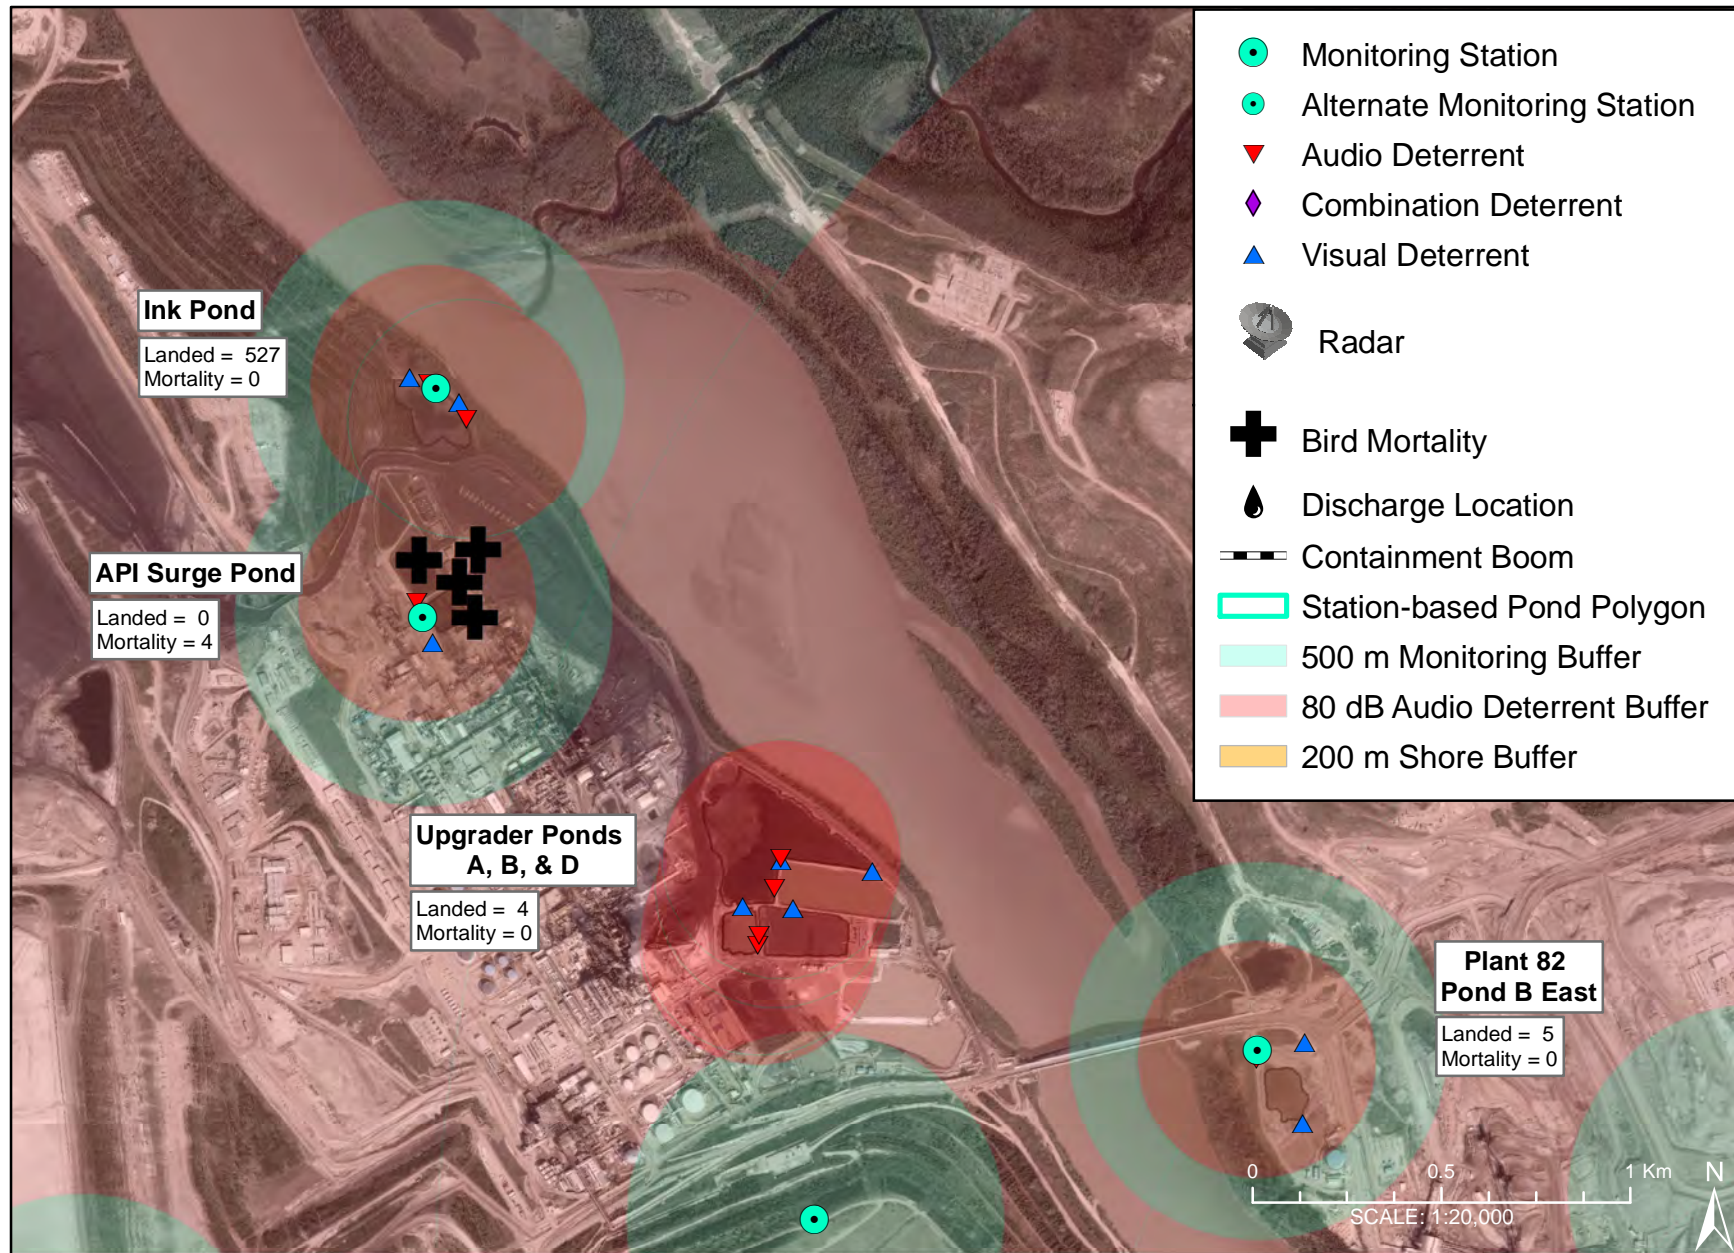 Monitoring Station
Alternate Monitoring Station
Audio Deterrent
Combination Deterrent
Visual Deterrent
Radar
Bird Mortality
Discharge Location
Containment Boom
Station-based Pond Polygon
500 m Monitoring Buffer
80 dB Audio Deterrent Buffer
200 m Shore Buffer
Ink Pond
Landed = 527
Mortality = 0
API Surge Pond
Landed = 0
Mortality = 4
Upgrader Ponds
A, B, & D
Landed = 4
Mortality = 0
Plant 82
Pond B East
Landed = 5
Mortality = 0
0 0.5 1 Km
SCALE: 1:20,000
N